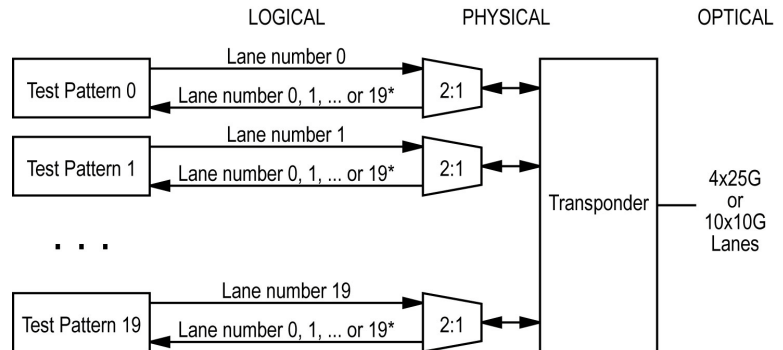 LOGICAL PHYSICAL OPTICAL
Lane number 0
Test Pattern 0
2:1
Lane number 0, 1, ... or 19*
Lane number 1
Test Pattern 1
2:1
Lane number 0, 1, ... or 19*
Transponder
4x25G
or
10x10G
Lanes
. . .
Lane number 19
Test Pattern 19
2:1
Lane number 0, 1, ... or 19*